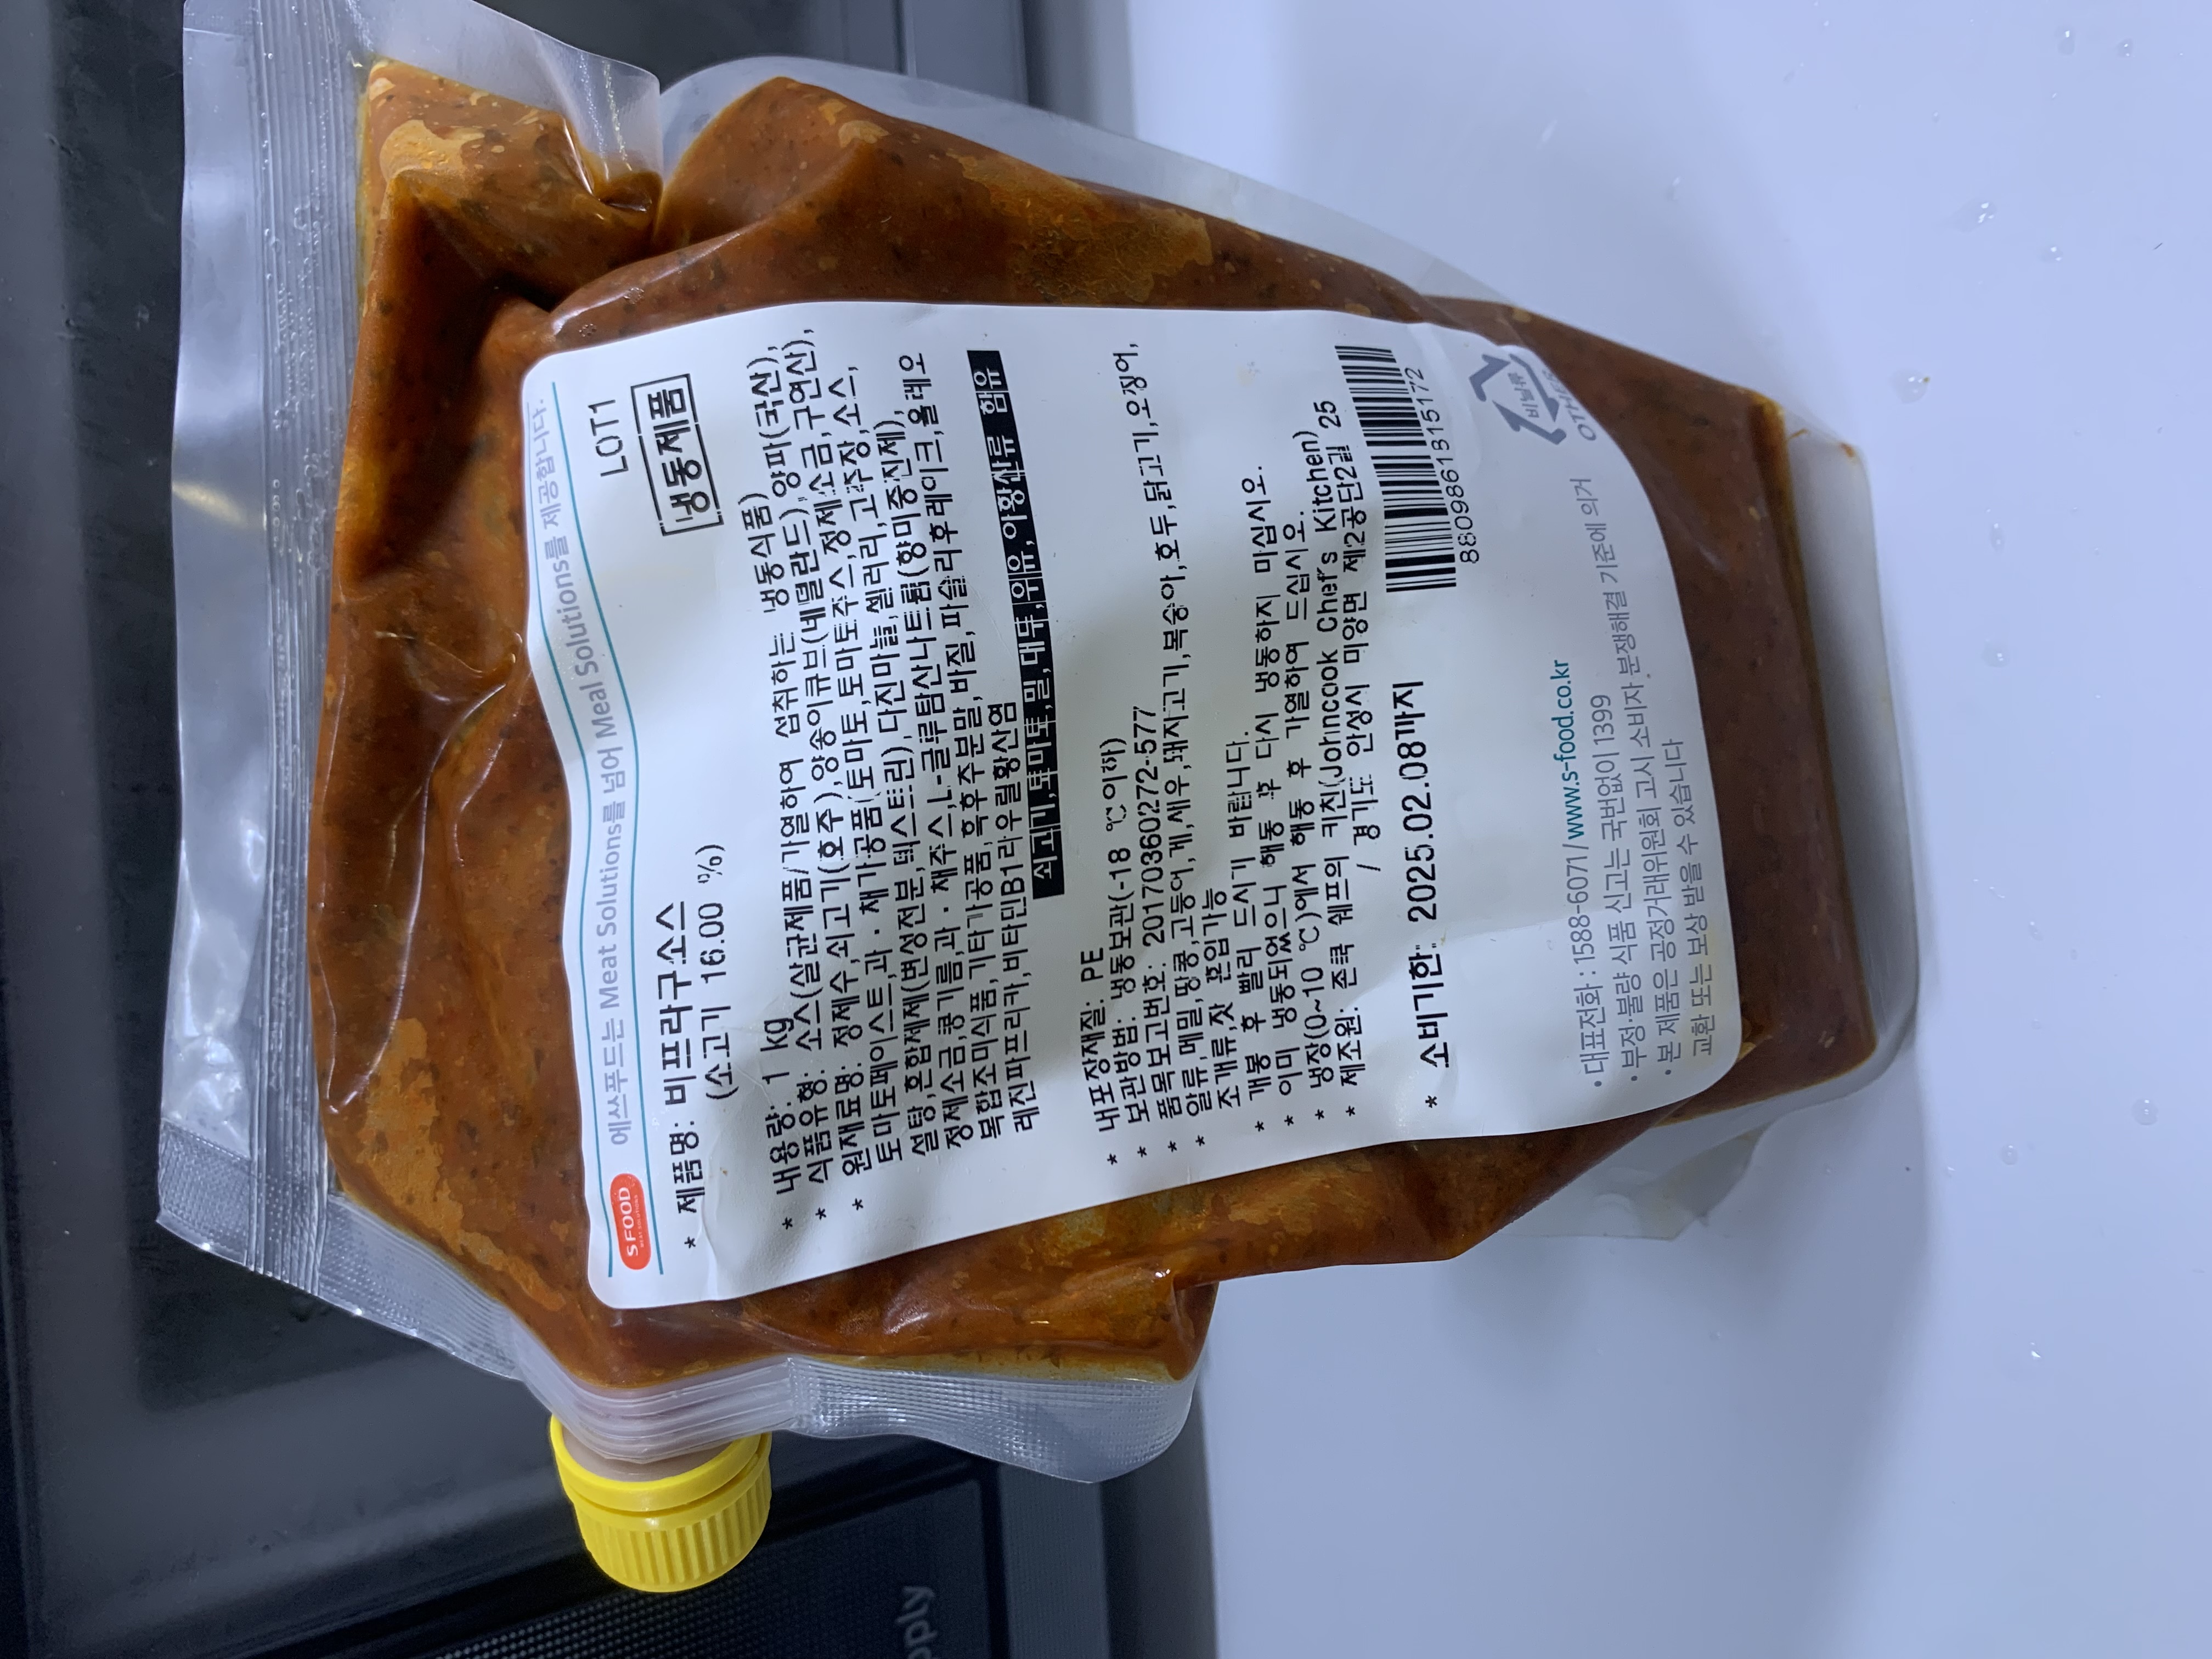 SFOOD
에쓰푸드는 Meat Solutions를 넘어 Meal Solutions를 제공합니다.
LOT1
* 제품명: 비프라구소스
(소고기 16.00 %)
냉동제품
* 내용량: 1 kg
* 식품유형: 소스(살균제품/가열하여 섭취하는 냉동식품)
* 원재료명: 정제수,쇠고기(호주),양송이큐브(네덜란드),양파(국산),
토마토페이스트,과·채가공품(토마토,토마토주스,정제소금,구연산),
설탕,혼합제제(변성전분,덱스트린),다진마늘,셀러리,고추장,소스,
정제소금,콩기름,과·채주스,L-글루탐산나트륨(향미증진제),
복합조미식품,기타가공품,흑후추분말,바질,파슬리후레이크,올레오
레진파프리카,비타민B1라우릴황산염
쇠고기,토마토,밀,대두,우유,아황산류 함유
* 내포장재질: PE
* 보관방법: 냉동보관(-18 ℃이하)
* 품목보고번호: 20170360272-577
* 알류,메밀,땅콩,고등어,게,새우,돼지고기,복숭아,호두,닭고기,오징어,
조개류,잣 혼입가능
* 개봉 후 빨리 드시기 바랍니다.
* 이미 냉동되었으니 해동 후 다시 냉동하지 마십시오.
* 냉장(0~10 ℃)에서 해동 후 가열하여 드십시오.
* 제조원: 존쿡 쉐프의 키친(Johncook Chef's Kitchen)
/ 경기도 안성시 미양면 제2공단2길 25
* 소비기한: 2025.02.08까지
8809861315172
비닐류
OTHER
• 대표전화 : 1588-6071 / www.s-food.co.kr
• 부정·불량 식품 신고는 국번없이 1399
• 본 제품은 공정거래위원회 고시 소비자 분쟁해결 기준에 의거
교환 또는 보상 받을 수 있습니다